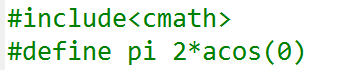 #include<cmath>
#define pi 2*acos(0)